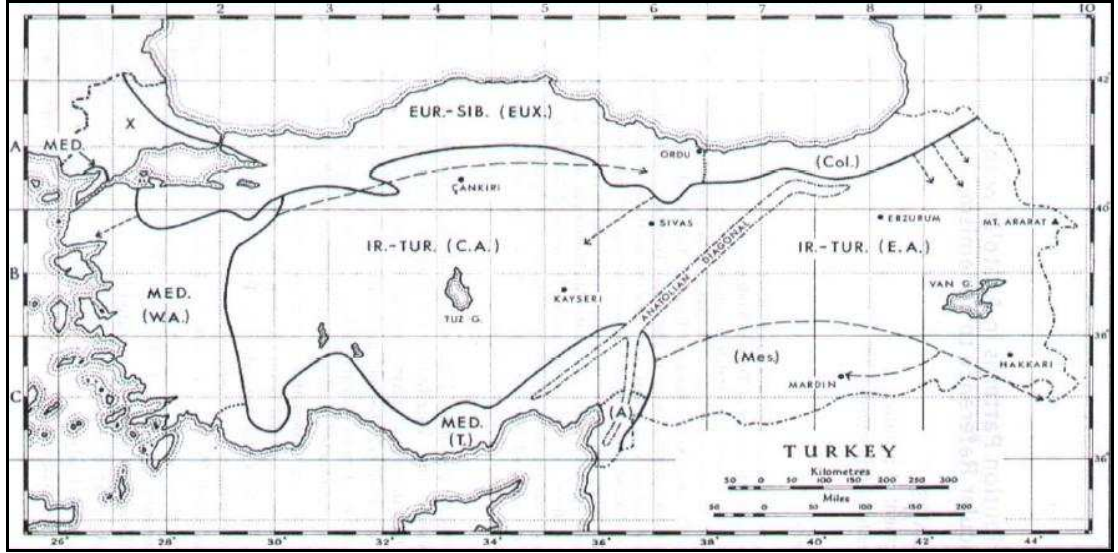 1 2 3 4 5 6 7 8 9 10
42°
EUR.-SIB. (EUX.)
X
MED.
A
ORDU
(Col.)
ÇANKIRI
40°
SIVAS
ERZURUM
MT. ARARAT
IR.-TUR. (C.A.)
ANATOLIAN DIAGONAL
IR.-TUR. (E.A.)
B
MED.
(W.A.)
KAYSERI
VAN G.
TUZ G.
38°
(Mes.)
HAKKARI
MARDIN
C
MED.
(T.)
(A)
36°
TURKEY
Kilometres
50 0 50 100 150 200 250 300
Miles
50 0 50 100 150 200
26° 28° 30° 32° 34° 36° 38° 40° 42° 44°